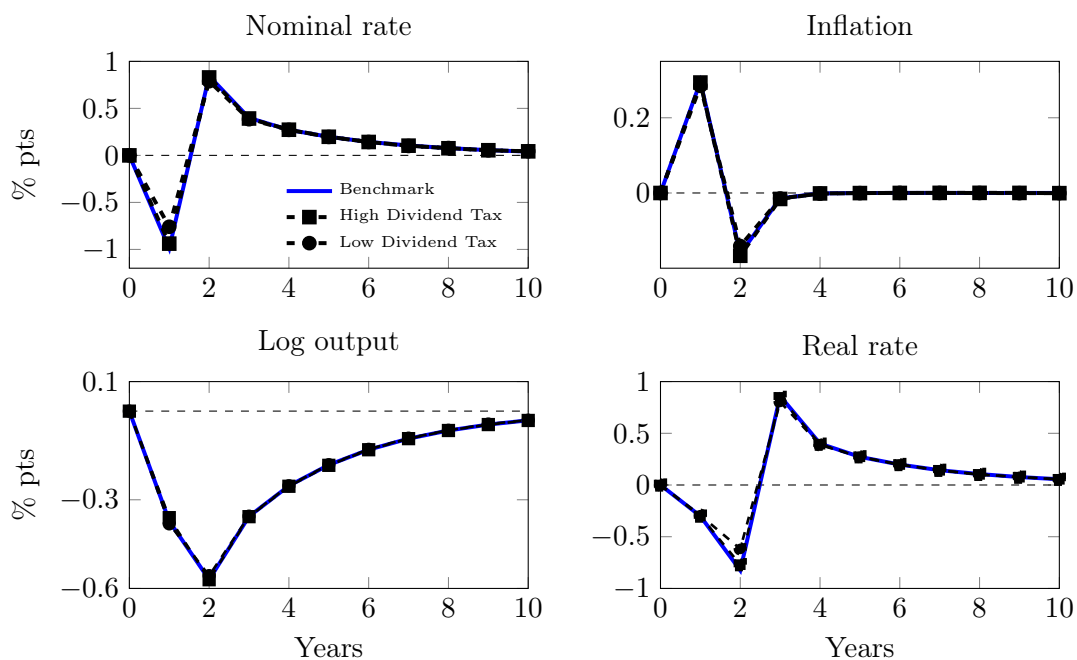 Nominal rate
% pts
1
0.5
0
−0.5
−1
0 2 4 6 8 10
Benchmark
High Dividend Tax
Low Dividend Tax
Inflation
0.2
0
0 2 4 6 8 10
Log output
% pts
0.1
−0.3
−0.6
0 2 4 6 8 10
Years
Real rate
1
0.5
0
−0.5
−1
0 2 4 6 8 10
Years